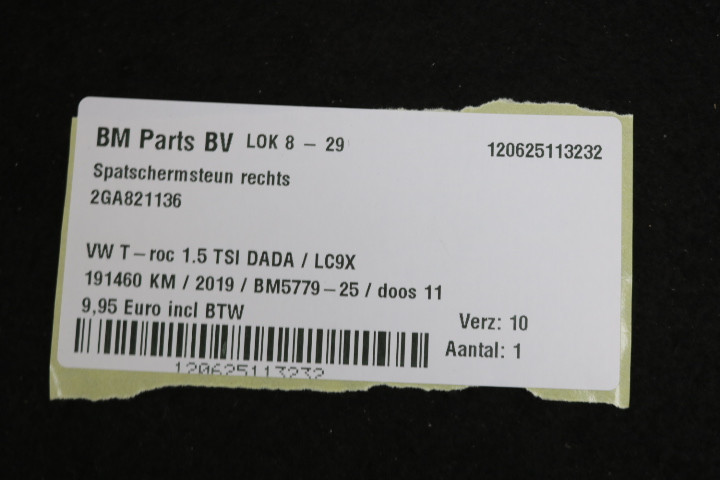 BM Parts BV LOK 8 - 29 120625113232
Spatschermsteun rechts
2GA821136
VW T-roc 1.5 TSI DADA / LC9X
191460 KM / 2019 / BM5779-25 / doos 11
9,95 Euro incl BTW
Verz: 10
Aantal: 1
120625113232